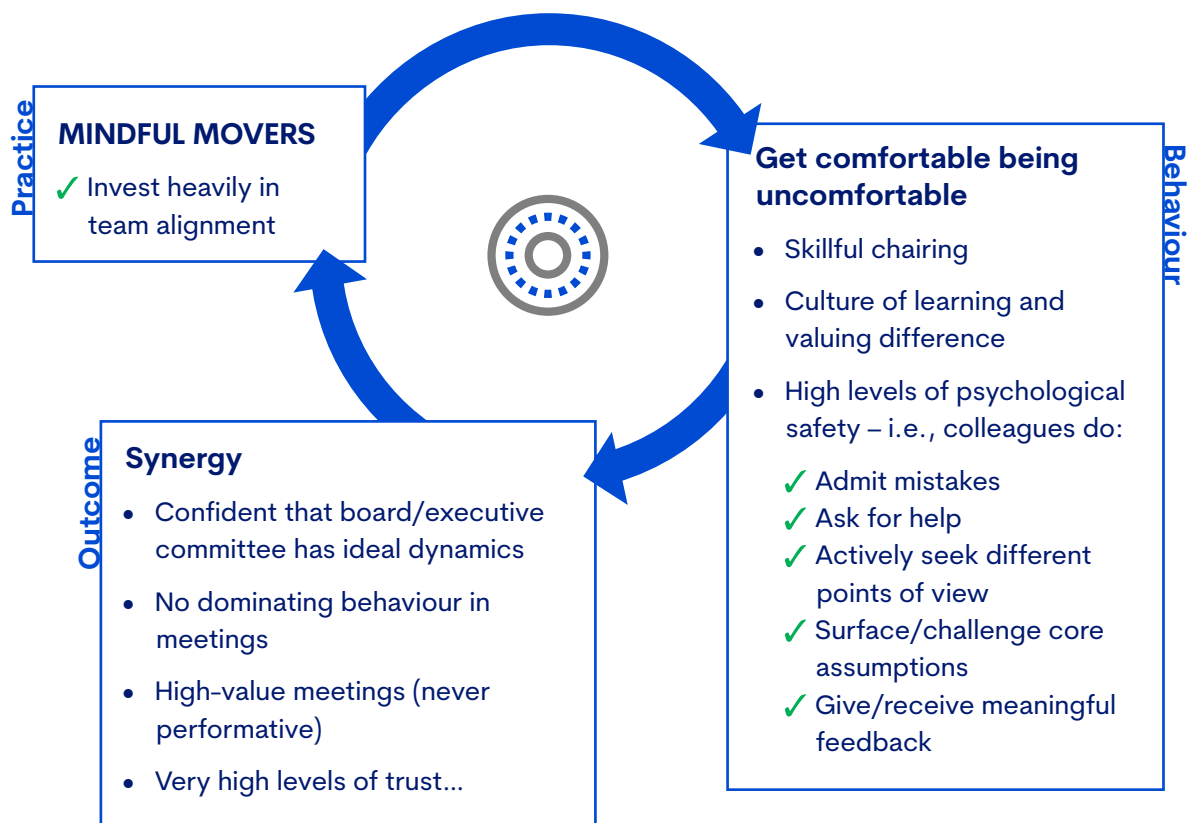 Practice
MINDFUL MOVERS
✓ Invest heavily in
team alignment
Behaviour
Get comfortable being
uncomfortable
• Skillful chairing
• Culture of learning and
valuing difference
• High levels of psychological
safety – i.e., colleagues do:
✓ Admit mistakes
✓ Ask for help
✓ Actively seek different
points of view
✓ Surface/challenge core
assumptions
✓ Give/receive meaningful
feedback
Outcome
Synergy
• Confident that board/executive
committee has ideal dynamics
• No dominating behaviour in
meetings
• High-value meetings (never
performative)
• Very high levels of trust...